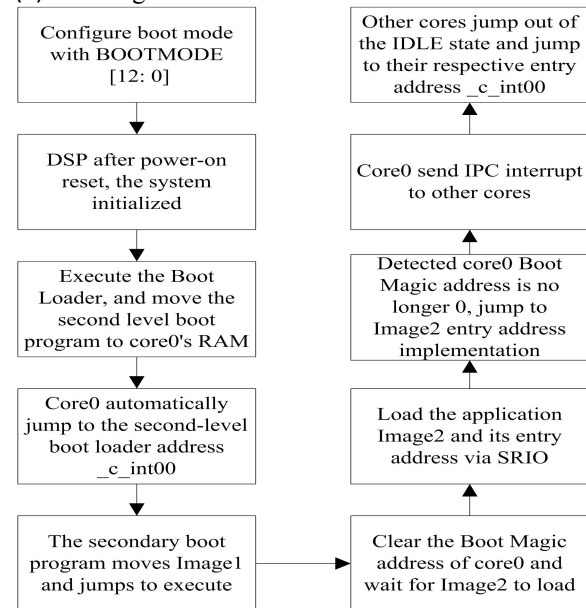 Configure boot mode
with BOOTMODE
[12: 0]
DSP after power-on
reset, the system
initialized
Execute the Boot
Loader, and move the
second level boot
program to core0's RAM
Core0 automatically
jump to the second-level
boot loader address
_c_int00
The secondary boot
program moves Image1
and jumps to execute
Clear the Boot Magic
address of core0 and
wait for Image2 to load
Load the application
Image2 and its entry
address via SRIO
Detected core0 Boot
Magic address is no
longer 0, jump to
Image2 entry address
implementation
Core0 send IPC interrupt
to other cores
Other cores jump out of
the IDLE state and jump
to their respective entry
address _c_int00